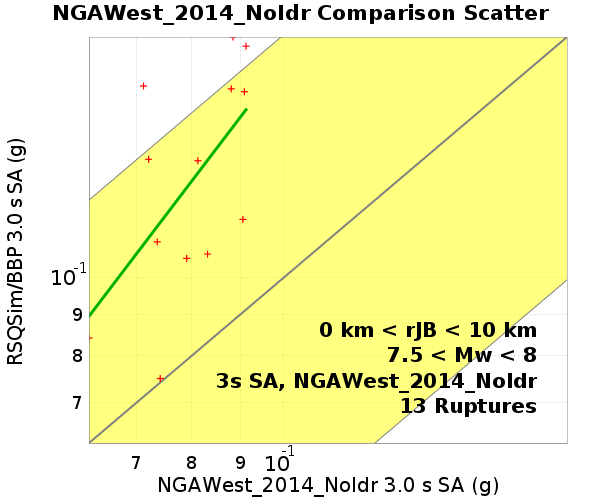 NGAWest_2014_NoIdr Comparison Scatter
RSQSim/BBP 3.0 s SA (g)
10-1
9
8
7
0 km < rJB < 10 km
7.5 < Mw < 8
3s SA, NGAWest_2014_NoIdr
13 Ruptures
7 8 9 10-1
NGAWest_2014_NoIdr 3.0 s SA (g)